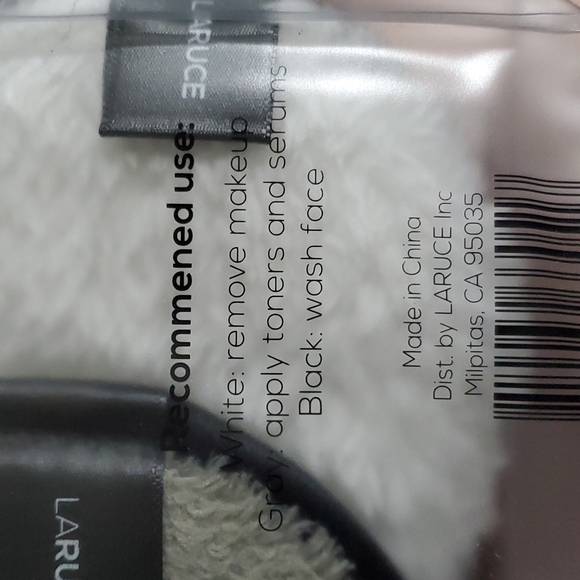 LARUCE
Recommened use:
White: remove makeup
Gray: apply toners and serums
Black: wash face
Made in China
Dist. by LARUCE Inc
Milpitas, CA 95035
LARU